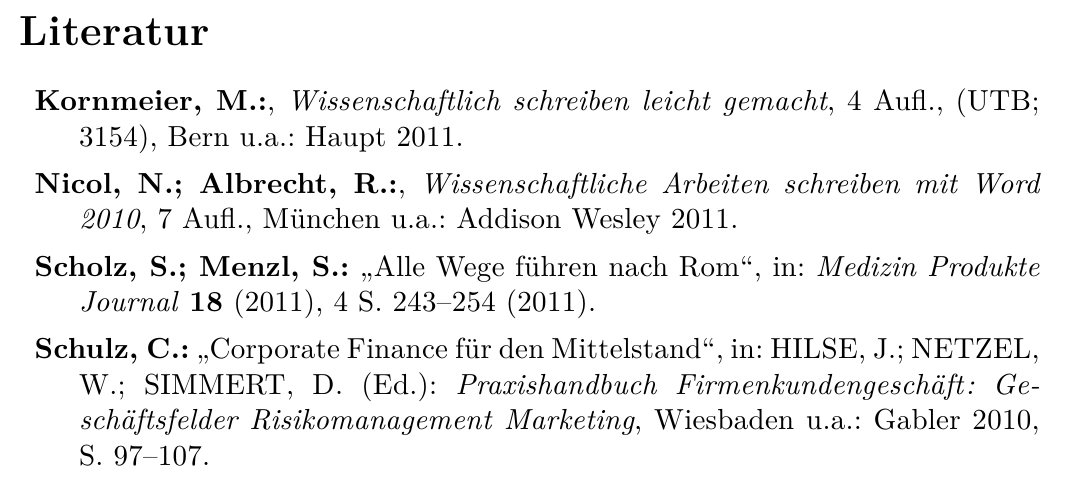 Literatur
Kornmeier, M.:, Wissenschaftlich schreiben leicht gemacht, 4 Aufl., (UTB;
3154), Bern u.a.: Haupt 2011.
Nicol, N.; Albrecht, R.:, Wissenschaftliche Arbeiten schreiben mit Word
2010, 7 Aufl., München u.a.: Addison Wesley 2011.
Scholz, S.; Menzl, S.: „Alle Wege führen nach Rom“, in: Medizin Produkte
Journal 18 (2011), 4 S. 243–254 (2011).
Schulz, C.: „Corporate Finance für den Mittelstand“, in: HILSE, J.; NETZEL,
W.; SIMMERT, D. (Ed.): Praxishandbuch Firmenkundengeschäft: Ge-
schäftsfelder Risikomanagement Marketing, Wiesbaden u.a.: Gabler 2010,
S. 97–107.